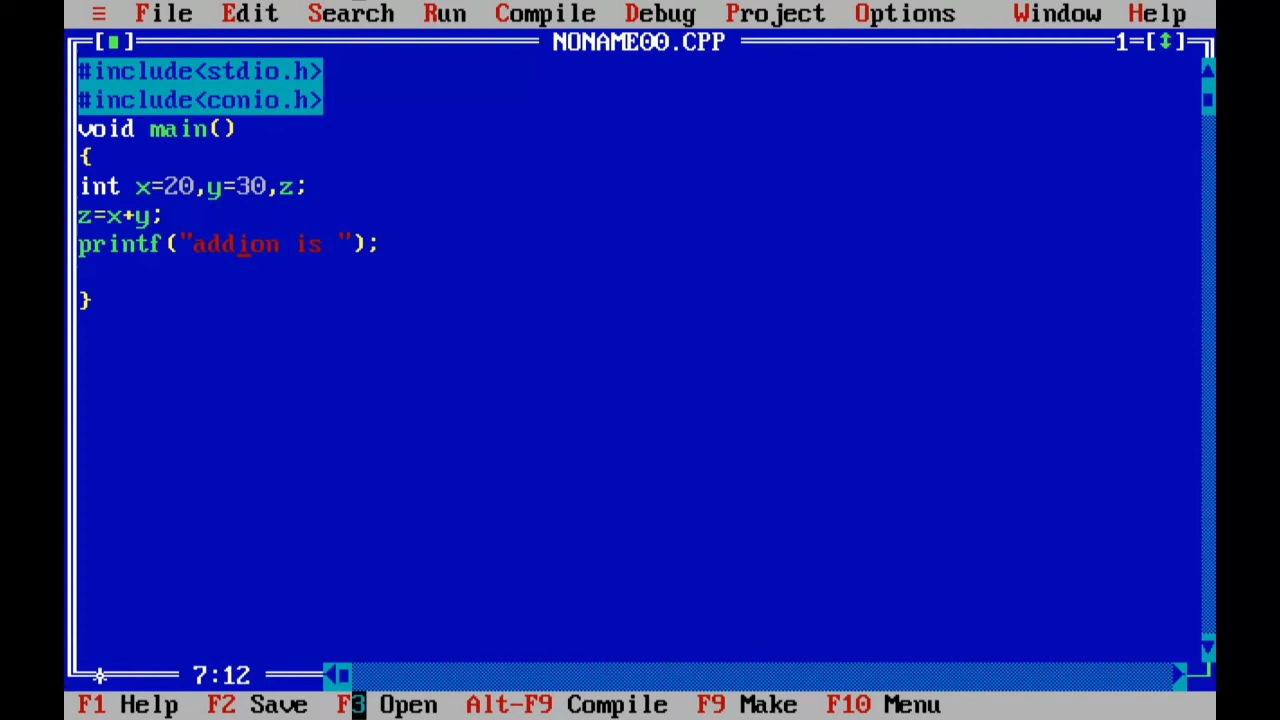 ≡ File Edit Search Run Compile Debug Project Options Window Help
[■] NONAME00.CPP 1=[↕]
#include<stdio.h>
#include<conio.h>
void main()
{
int x=20,y=30,z;
z=x+y;
printf("addion is ");
}
7:12
F1 Help F2 Save F3 Open Alt-F9 Compile F9 Make F10 Menu